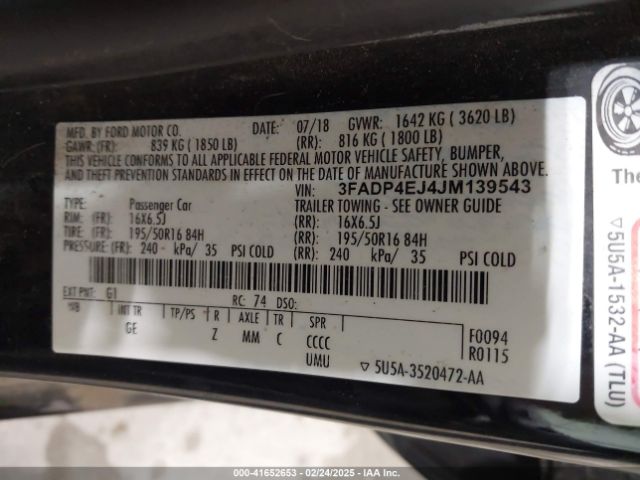 MFD. BY FORD MOTOR CO. DATE: 07/18 GVWR: 1642 KG ( 3620 LB)
GAWR: (FR): 839 KG ( 1850 LB) (RR): 816 KG ( 1800 LB)
THIS VEHICLE CONFORMS TO ALL APPLICABLE FEDERAL MOTOR VEHICLE SAFETY, BUMPER,
AND THEFT PREVENTION STANDARDS IN EFFECT ON THE DATE OF MANUFACTURE SHOWN ABOVE.
VIN: 3FADP4EJ4JM139543
TYPE: Passenger Car TRAILER TOWING - SEE OWNER GUIDE
RIM: (FR): 16X6.5J (RR): 16X6.5J
TIRE: (FR): 195/50R16 84H (RR): 195/50R16 84H
PRESSURE: (FR): 240 - kPa/ 35 PSI COLD (RR): 240 kPa/ 35 PSI COLD
EXT PNT: G1 RC: 74 DSO:
WB INT TR TP/PS R AXLE TR SPR
GE Z MM C CCCC
UMU
F0094
R0115
▽ 5U5A-3520472-AA
The
▽ 5U5A-1532-AA (TLU)
000-41652653 - 02/24/2025 - IAA Inc.